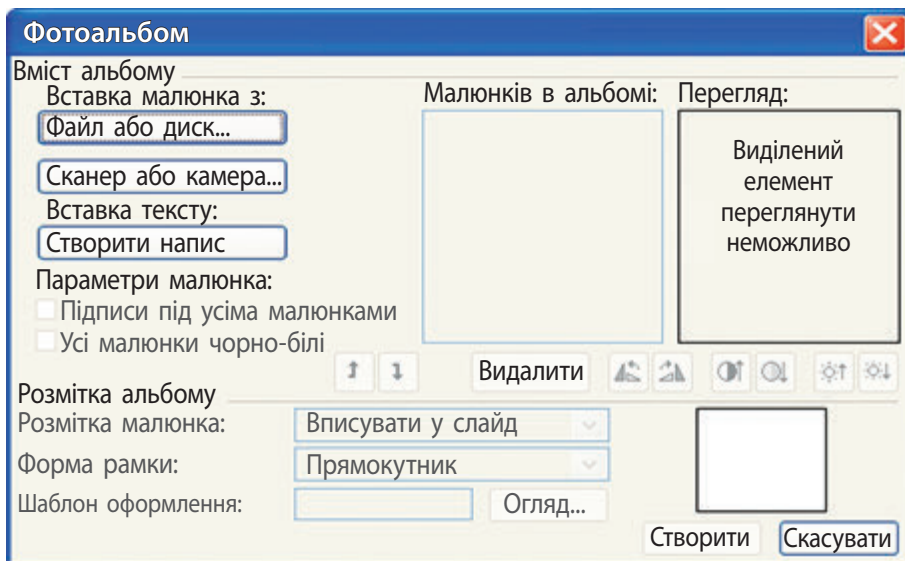 Фотоальбом
Вміст альбому
Вставка малюнка з:
Файл або диск...
Сканер або камера...
Вставка тексту:
Створити напис
Параметри малюнка:
Підписи під усіма малюнками
Усі малюнки чорно-білі
Малюнків в альбомі:
Перегляд:
Виділений
елемент
переглянути
неможливо
Видалити
Розмітка альбому
Розмітка малюнка:
Вписувати у слайд
Форма рамки:
Прямокутник
Шаблон оформлення:
Огляд...
Створити
Скасувати